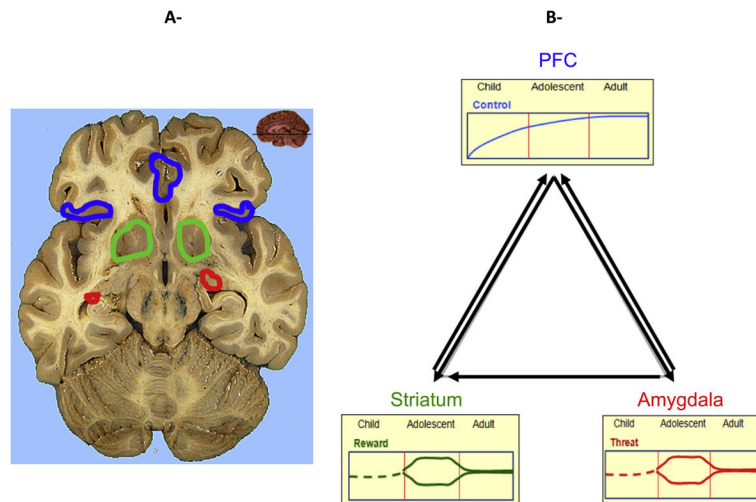 A-
B-
PFC
Child Adolescent Adult
Control
Striatum
Child Adolescent Adult
Reward
Amygdala
Child Adolescent Adult
Threat